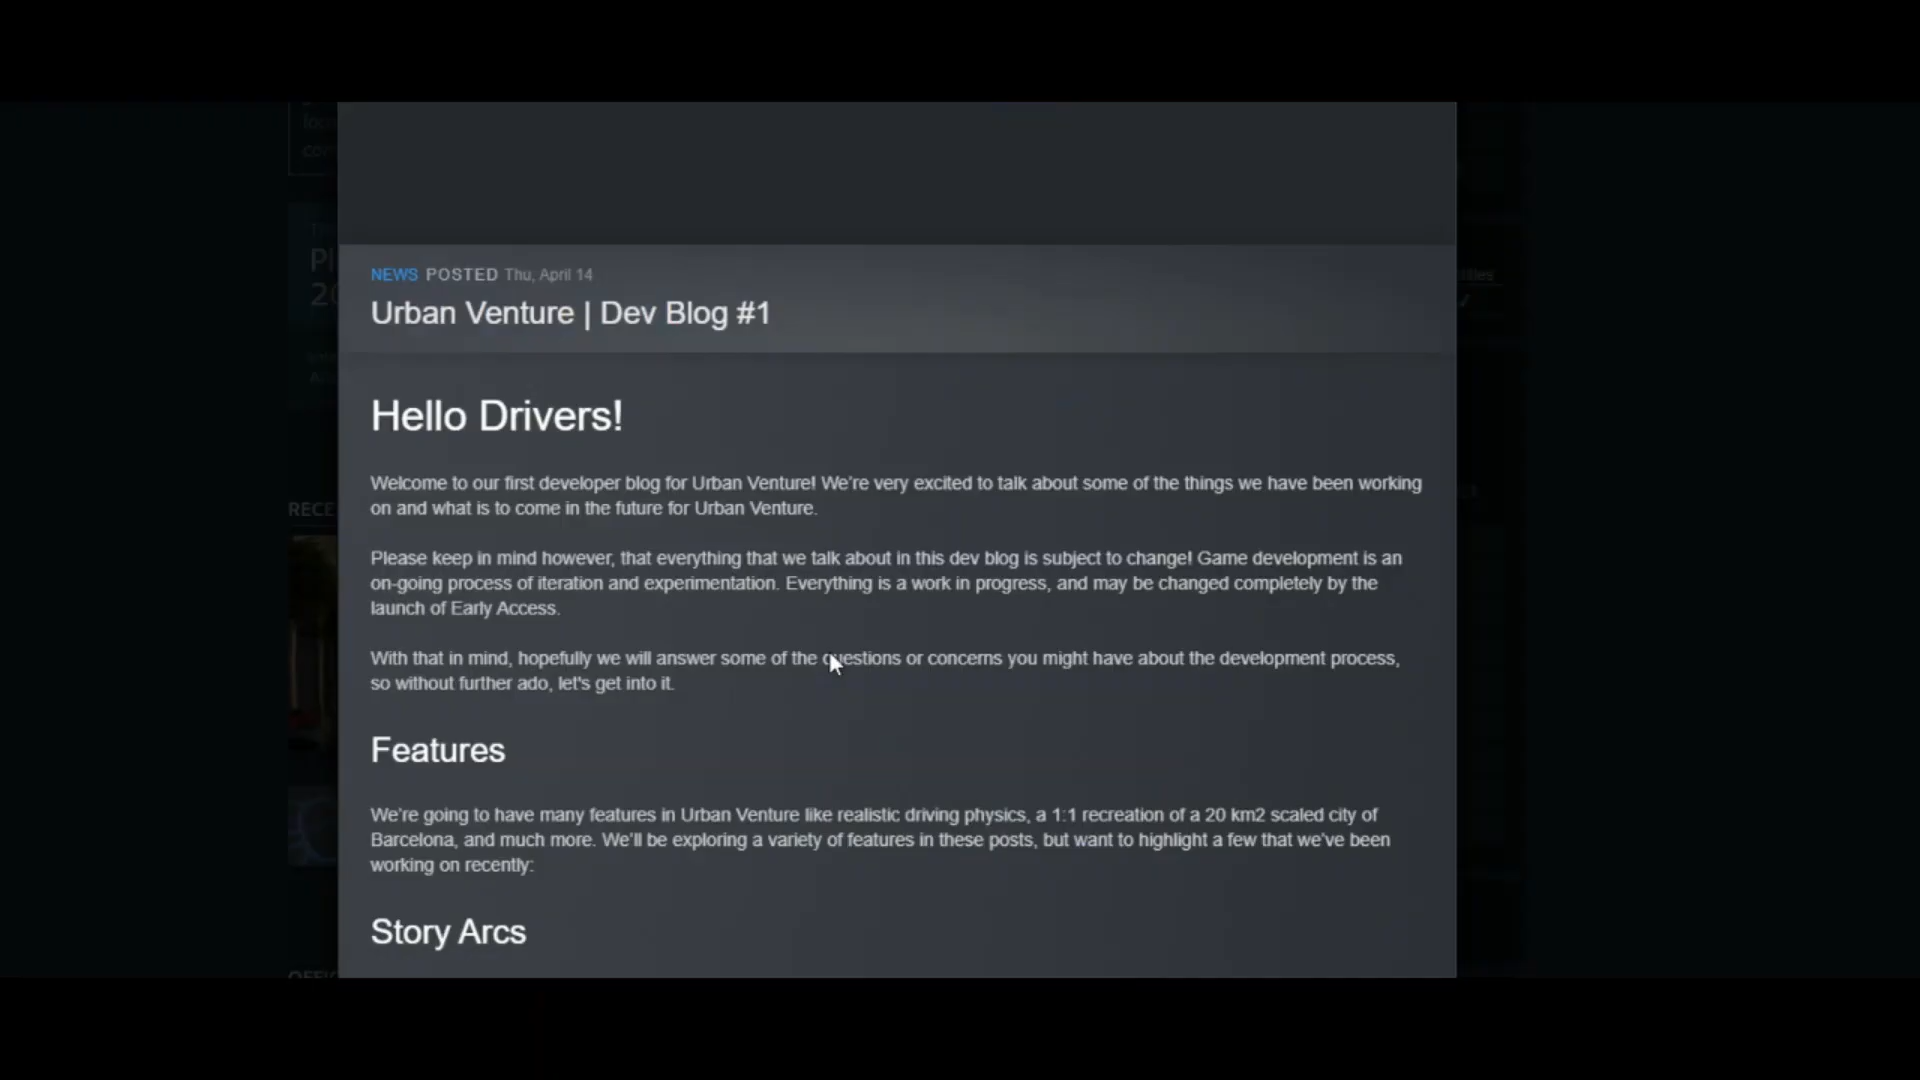 NEWS POSTED Thu, April 14
Urban Venture | Dev Blog #1
Hello Drivers!
Welcome to our first developer blog for Urban Venture! We're very excited to talk about some of the things we have been working
on and what is to come in the future for Urban Venture.
Please keep in mind however, that everything that we talk about in this dev blog is subject to change! Game development is an
on-going process of iteration and experimentation. Everything is a work in progress, and may be changed completely by the
launch of Early Access.
With that in mind, hopefully we will answer some of the questions or concerns you might have about the development process,
so without further ado, let's get into it.
Features
We're going to have many features in Urban Venture like realistic driving physics, a 1:1 recreation of a 20 km2 scaled city of
Barcelona, and much more. We'll be exploring a variety of features in these posts, but want to highlight a few that we've been
working on recently:
Story Arcs
RECE